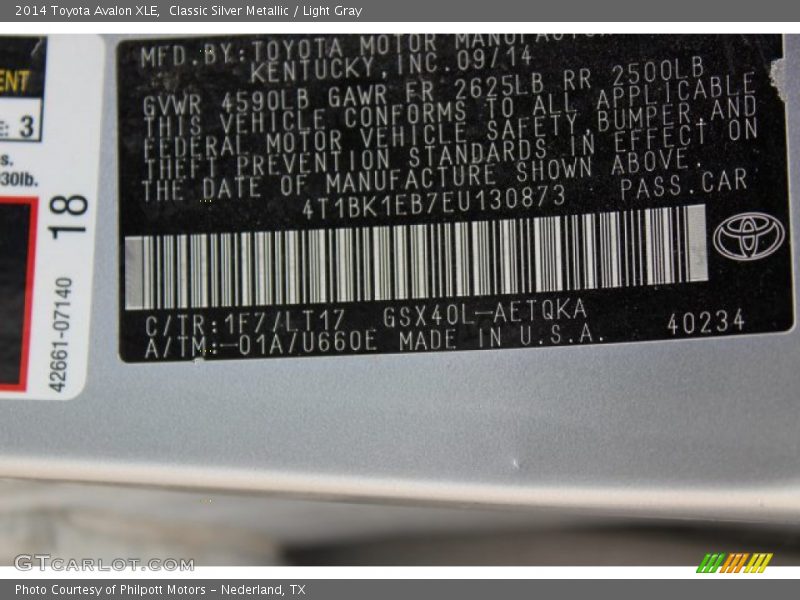 2014 Toyota Avalon XLE,  Classic Silver Metallic / Light Gray
MFD.BY:TOYOTA MOTOR
KENTUCKY,INC.09/14
GVWR 4590LB GAWR FR 2625LB RR 2500LB
THIS VEHICLE CONFORMS TO ALL APPLICABLE
FEDERAL MOTOR VEHICLE SAFETY,BUMPER,AND
THEFT PREVENTION STANDARDS IN EFFECT ON
THE DATE OF MANUFACTURE SHOWN ABOVE.
4T1BK1EB7EU130873 PASS.CAR
C/TR:1F7/LT17 GSX40L-AETQKA
A/TM:-01A/U660E MADE IN U.S.A. 40234
ENT
: 3
s.
930lb.
18
42661-07140
GTCARLOT.COM
Photo Courtesy of Philpott Motors - Nederland, TX